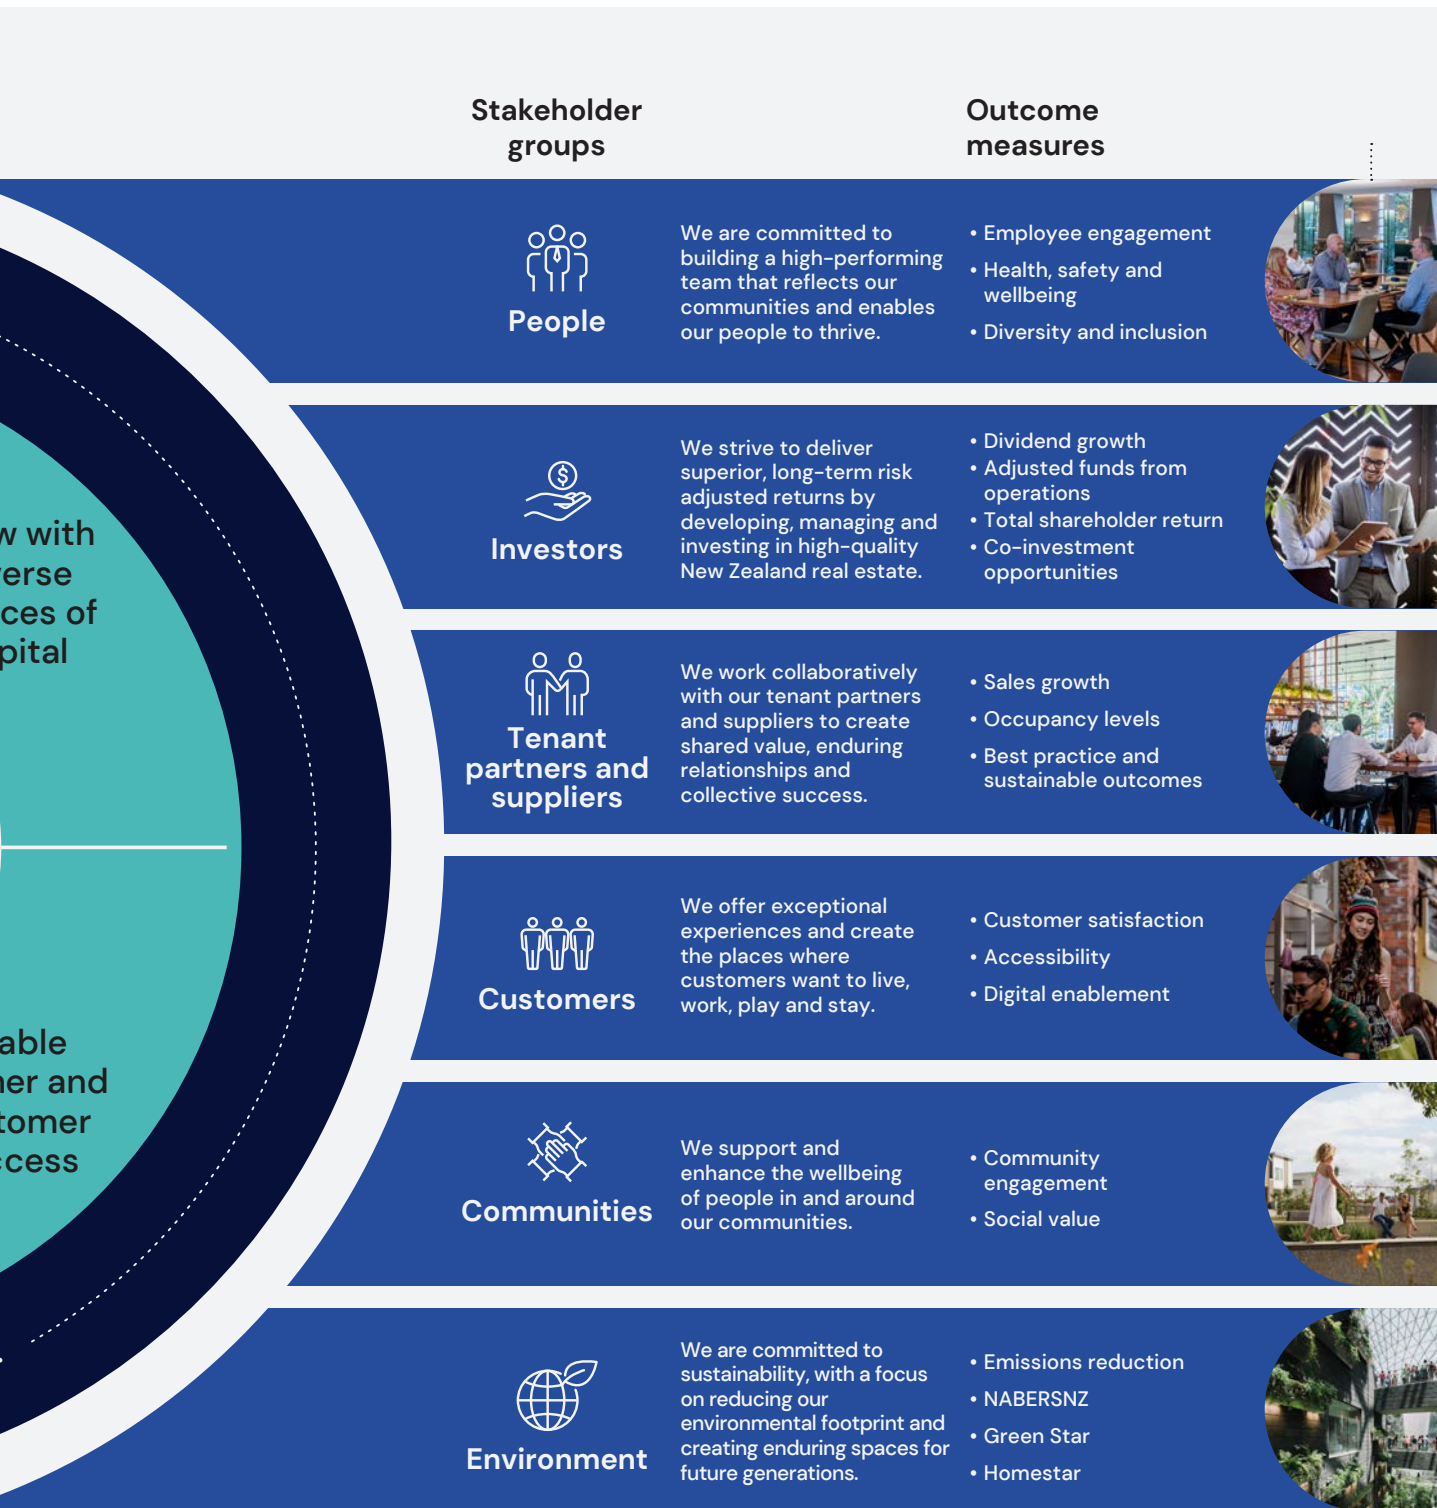 Stakeholder
groups
Outcome
measures
People
We are committed to
building a high-performing
team that reflects our
communities and enables
our people to thrive.
• Employee engagement
• Health, safety and
wellbeing
• Diversity and inclusion
Investors
We strive to deliver
superior, long-term risk
adjusted returns by
developing, managing and
investing in high-quality
New Zealand real estate.
• Dividend growth
• Adjusted funds from
operations
• Total shareholder return
• Co-investment
opportunities
with
Tenant
partners and
suppliers
We work collaboratively
with our tenant partners
and suppliers to create
shared value, enduring
relationships and
collective success.
• Sales growth
• Occupancy levels
• Best practice and
sustainable outcomes
of
Customers
We offer exceptional
experiences and create
the places where
customers want to live,
work, play and stay.
• Customer satisfaction
• Accessibility
• Digital enablement
and
Communities
We support and
enhance the wellbeing
of people in and around
our communities.
• Community
engagement
• Social value
Environment
We are committed to
sustainability, with a focus
on reducing our
environmental footprint and
creating enduring spaces for
future generations.
• Emissions reduction
• NABERSNZ
• Green Star
• Homestar